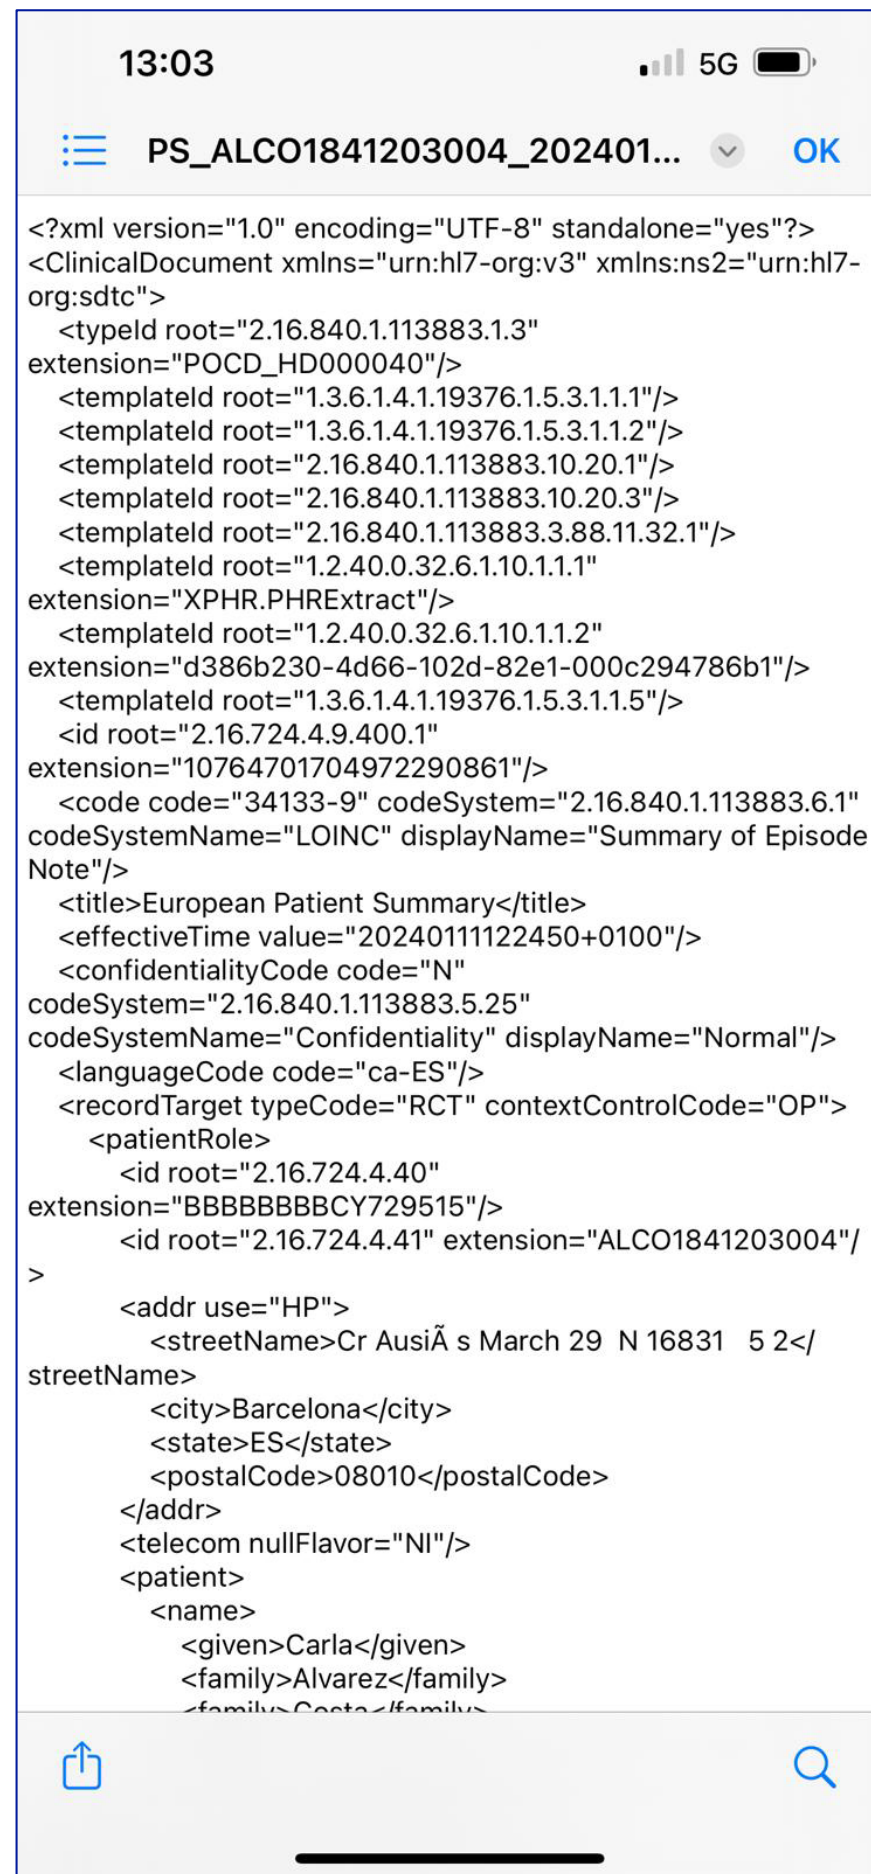 13:03
5G
PS_ALCO1841203004_202401...
OK
<?xml version="1.0" encoding="UTF-8" standalone="yes"?>
<ClinicalDocument xmlns="urn:hl7-org:v3" xmlns:ns2="urn:hl7-
org:sdtc">
<typeId root="2.16.840.1.113883.1.3"
extension="POCD_HD000040"/>
<templateId root="1.3.6.1.4.1.19376.1.5.3.1.1.1"/>
<templateId root="1.3.6.1.4.1.19376.1.5.3.1.1.2"/>
<templateId root="2.16.840.1.113883.10.20.1"/>
<templateId root="2.16.840.1.113883.10.20.3"/>
<templateId root="2.16.840.1.113883.3.88.11.32.1"/>
<templateId root="1.2.40.0.32.6.1.10.1.1.1"
extension="XPHR.PHRExtract"/>
<templateId root="1.2.40.0.32.6.1.10.1.1.2"
extension="d386b230-4d66-102d-82e1-000c294786b1"/>
<templateId root="1.3.6.1.4.1.19376.1.5.3.1.1.5"/>
<id root="2.16.724.4.9.400.1"
extension="10764701704972290861"/>
<code code="34133-9" codeSystem="2.16.840.1.113883.6.1"
codeSystemName="LOINC" displayName="Summary of Episode
Note"/>
<title>European Patient Summary</title>
<effectiveTime value="20240111122450+0100"/>
<confidentialityCode code="N"
codeSystem="2.16.840.1.113883.5.25"
codeSystemName="Confidentiality" displayName="Normal"/>
<languageCode code="ca-ES"/>
<recordTarget typeCode="RCT" contextControlCode="OP">
<patientRole>
<id root="2.16.724.4.40"
extension="BBBBBBBBCY729515"/>
<id root="2.16.724.4.41" extension="ALCO1841203004"/
>
<addr use="HP">
<streetName>Cr AusiÃ s March 29  N 16831   5 2</
streetName>
<city>Barcelona</city>
<state>ES</state>
<postalCode>08010</postalCode>
</addr>
<telecom nullFlavor="NI"/>
<patient>
<name>
<given>Carla</given>
<family>Alvarez</family>
<family>Costa</family>